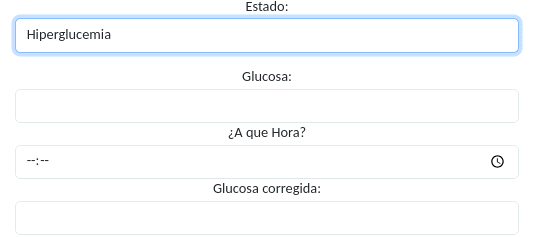 Estado:
Hiperglucemia
Glucosa:
¿A que Hora?
--:--
Glucosa corregida: